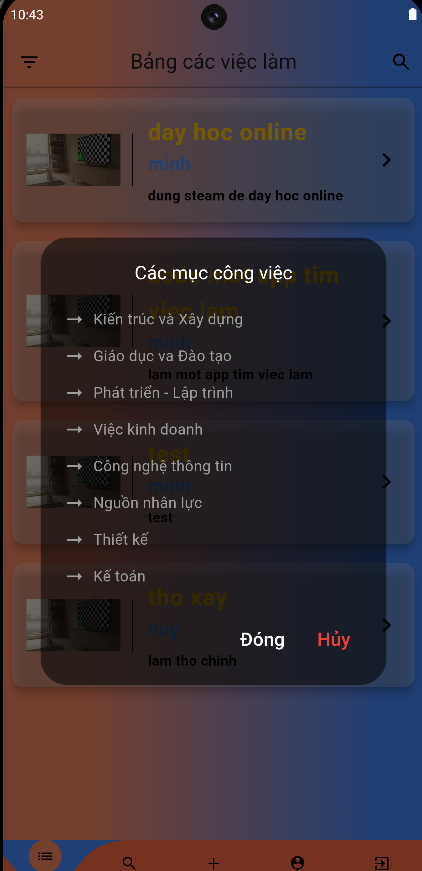 10:43
Bảng các việc làm
day hoc online
minh
dung steam de day hoc online
Các mục công việc
app tim
viec lam
Kiến trúc và Xây dựng
minh
Giáo dục va Đào tạo
lam mot app tim viec lam
Phát triển - Lập trình
Việc kinh doanh
test
Công nghệ thông tin
minh
Nguồn nhân lực
test
Thiết kế
Kế toán
tho xay
huy
Đóng Hủy
lam tho chinh